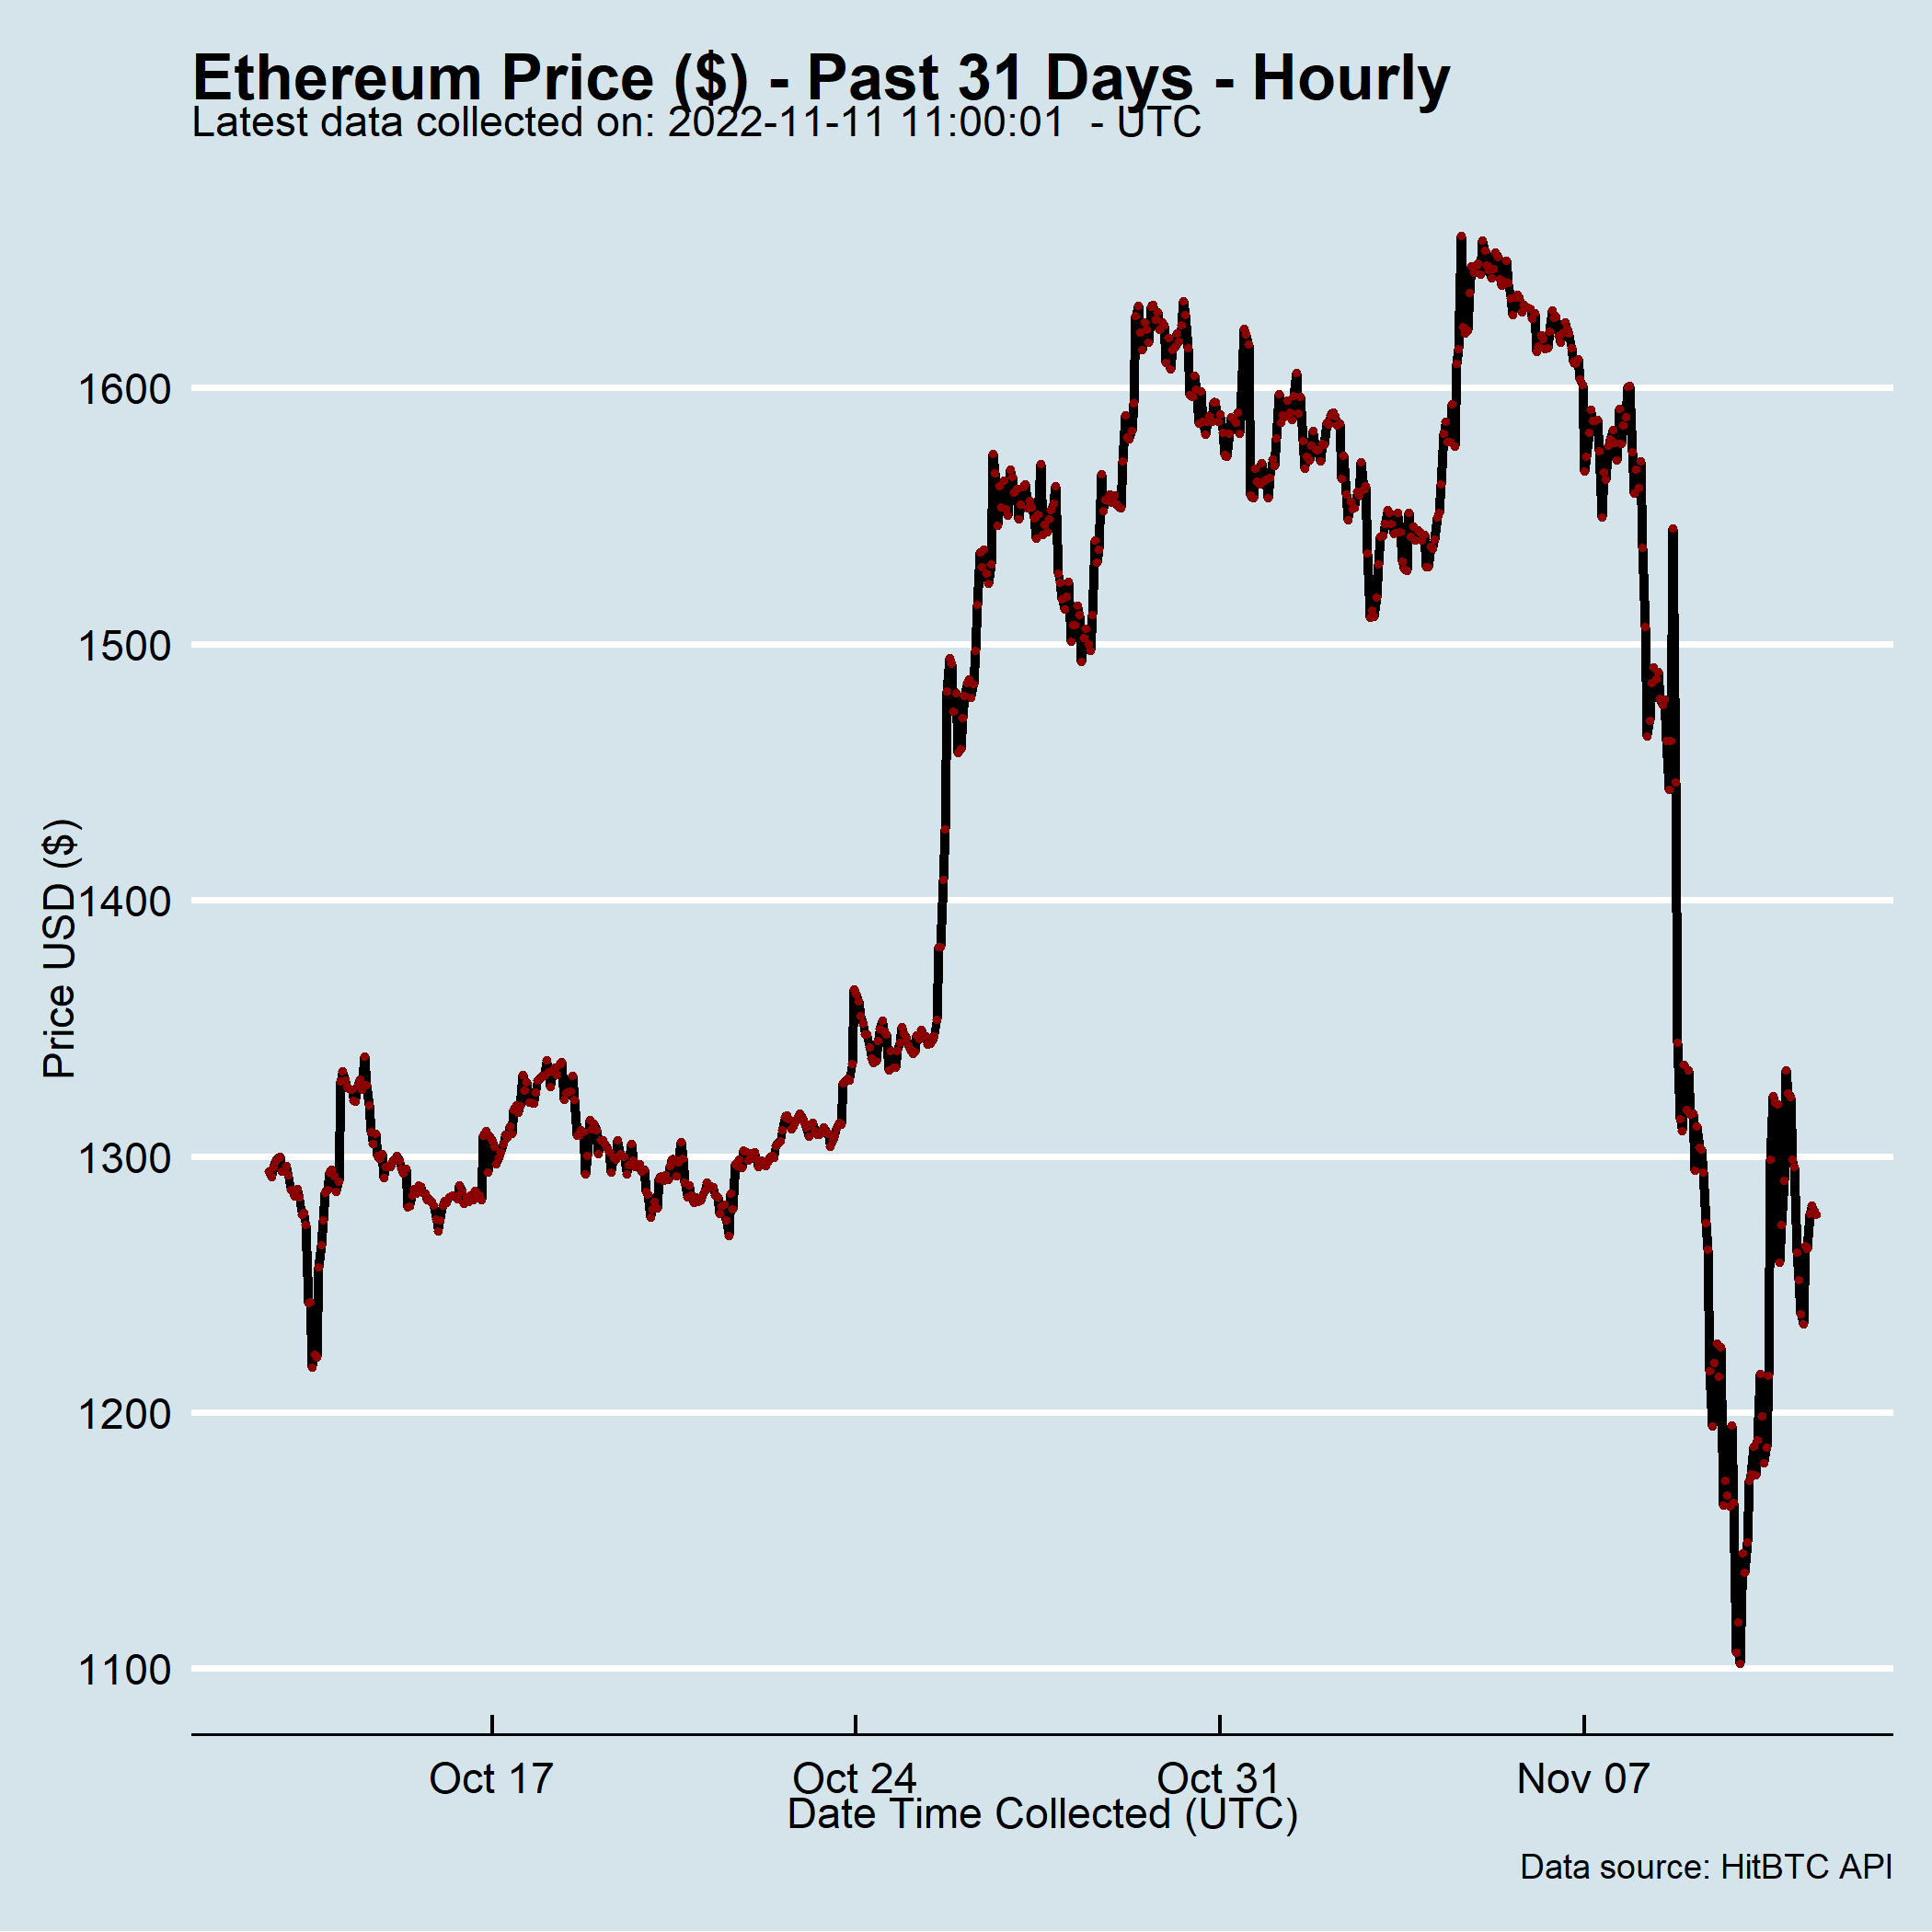 Ethereum Price ($) - Past 31 Days - Hourly
Latest data collected on: 2022-11-11 11:00:01  - UTC
Price USD ($)
1600
1500
1400
1300
1200
1100
Oct 17
Oct 24
Oct 31
Nov 07
Date Time Collected (UTC)
Data source: HitBTC API